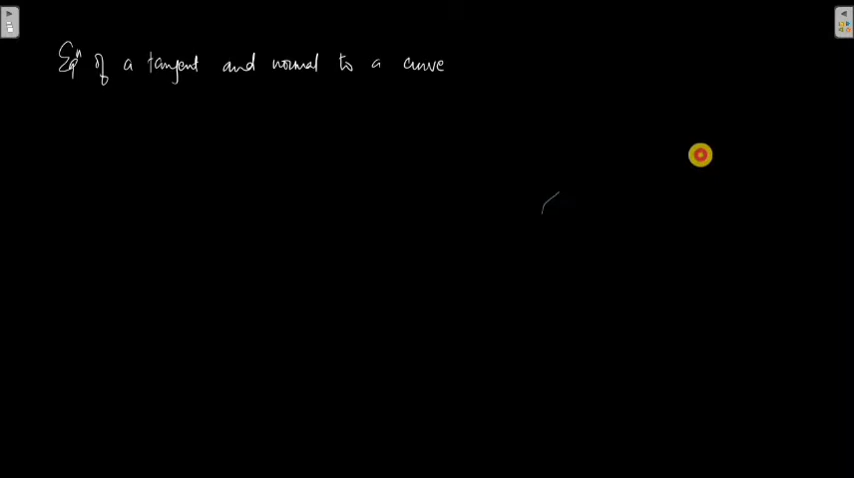 Eqⁿ of a tangent and normal to a curve